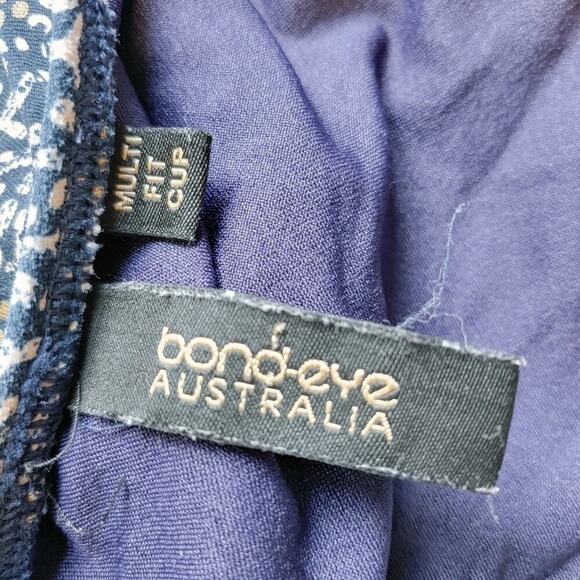 MULTI
FIT
CUP
bond-eye
AUSTRALIA